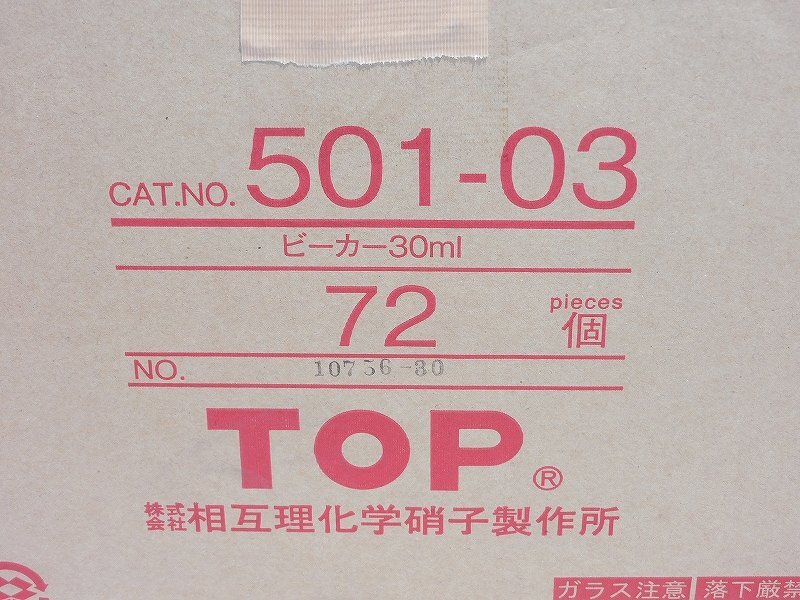 CAT.NO. 501-03
ビーカー30ml
72 pieces 個
NO. 10756-30
TOP®
株式会社 相互理化学硝子製作所
ガラス注意 落下厳禁